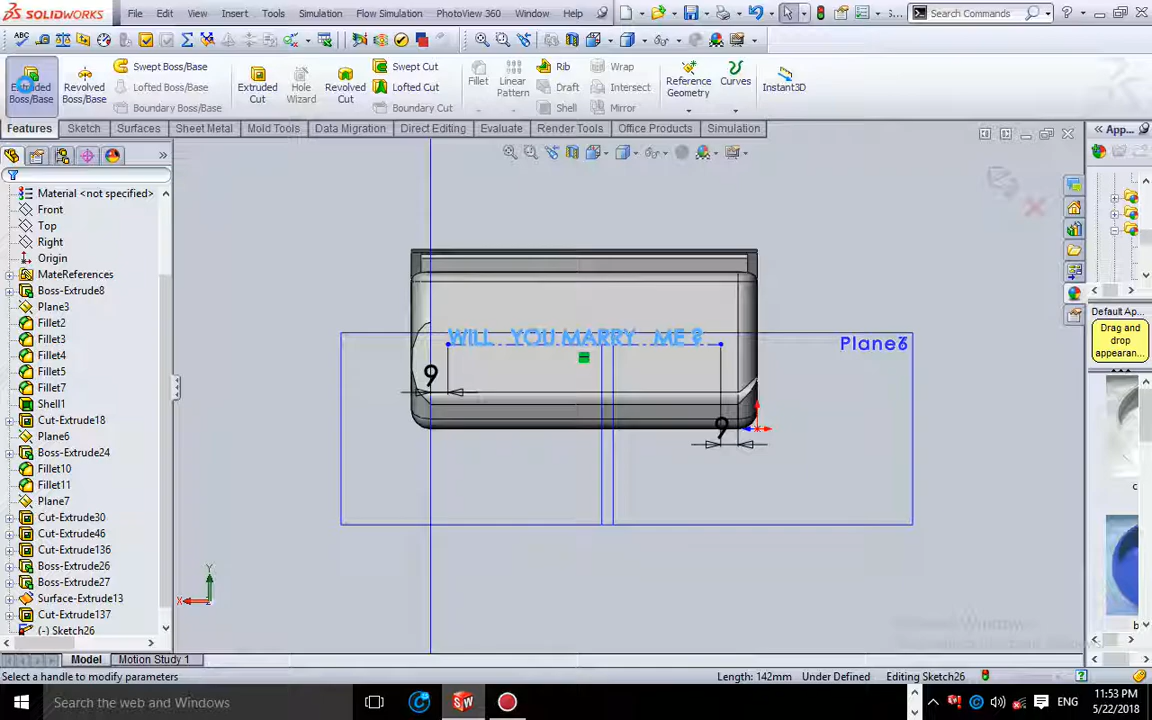 SOLIDWORKS File Edit View Insert Tools Simulation Flow Simulation PhotoView 360 Window Help S... Search Commands
Extruded Boss/Base
Revolved Boss/Base
Swept Boss/Base
Lofted Boss/Base
Boundary Boss/Base
Extruded Cut
Hole Wizard
Revolved Cut
Swept Cut
Lofted Cut
Boundary Cut
Fillet
Linear Pattern
Rib
Draft
Shell
Wrap
Intersect
Mirror
Reference Geometry
Curves
Instant3D
Features Sketch Surfaces Sheet Metal Mold Tools Data Migration Direct Editing Evaluate Render Tools Office Products Simulation
App...
Material <not specified>
Front
Top
Right
Origin
MateReferences
Boss-Extrude8
Plane3
Fillet2
Fillet3
Fillet4
Fillet5
Fillet7
Shell1
Cut-Extrude18
Plane6
Boss-Extrude24
Fillet10
Fillet11
Plane7
Cut-Extrude30
Cut-Extrude46
Cut-Extrude136
Boss-Extrude26
Boss-Extrude27
Surface-Extrude13
Cut-Extrude137
(-) Sketch26
WILL YOU MARRY ME ?
9
9
Y
X
Default Ap...
Drag and drop appearan...
c
b
Model Motion Study 1
Select a handle to modify parameters Length: 142mm Under Defined Editing Sketch26
Search the web and Windows ENG 11:53 PM 5/22/2018